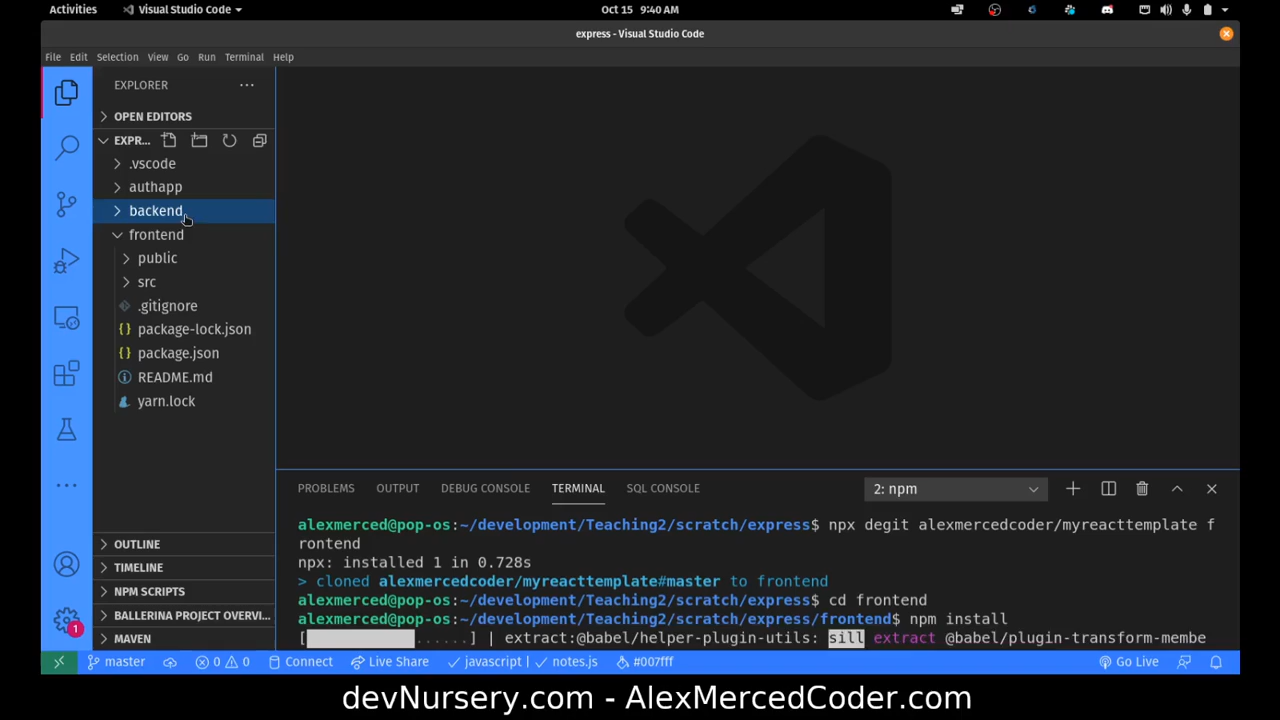 Activities
Visual Studio Code
Oct 15 9:40 AM
express - Visual Studio Code
File Edit Selection View Go Run Terminal Help
EXPLORER
OPEN EDITORS
EXPR...
.vscode
authapp
backend
frontend
public
src
.gitignore
package-lock.json
package.json
README.md
yarn.lock
OUTLINE
TIMELINE
NPM SCRIPTS
BALLERINA PROJECT OVERVI...
MAVEN
1
PROBLEMS OUTPUT DEBUG CONSOLE TERMINAL SQL CONSOLE
2: npm
alexmerced@pop-os:~/development/Teaching2/scratch/express$ npx degit alexmercedcoder/myreacttemplate f
rontend
npx: installed 1 in 0.728s
> cloned alexmercedcoder/myreacttemplate#master to frontend
alexmerced@pop-os:~/development/Teaching2/scratch/express$ cd frontend
alexmerced@pop-os:~/development/Teaching2/scratch/express/frontend$ npm install
[ ......] | extract:@babel/helper-plugin-utils: sill extract @babel/plugin-transform-membe
master 0 0 Connect Live Share javascript | notes.js #007fff Go Live
devNursery.com - AlexMercedCoder.com